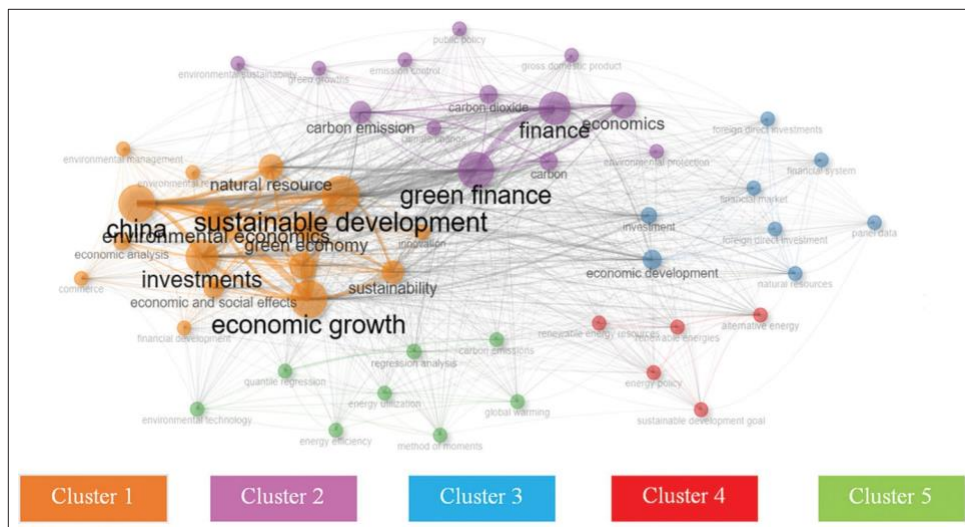 public policy
environmental sustainability
green growths
emission control
gross domestic product
carbon dioxide
carbon emission
finance
economics
foreign direct investments
environmental management
carbon
environmental protection
financial system
natural resource
green finance
financial market
china
sustainable development
environmental economics
innovation
investment
foreign direct investment
panel data
economic analysis
green economy
commerce
investments
sustainability
economic development
natural resources
economic and social effects
economic growth
financial development
renewable energy resources
renewable energies
alternative energy
regression analysis
carbon emissions
quantile regression
energy policy
energy utilization
global warming
environmental technology
sustainable development goal
energy efficiency
method of moments
Cluster 1
Cluster 2
Cluster 3
Cluster 4
Cluster 5